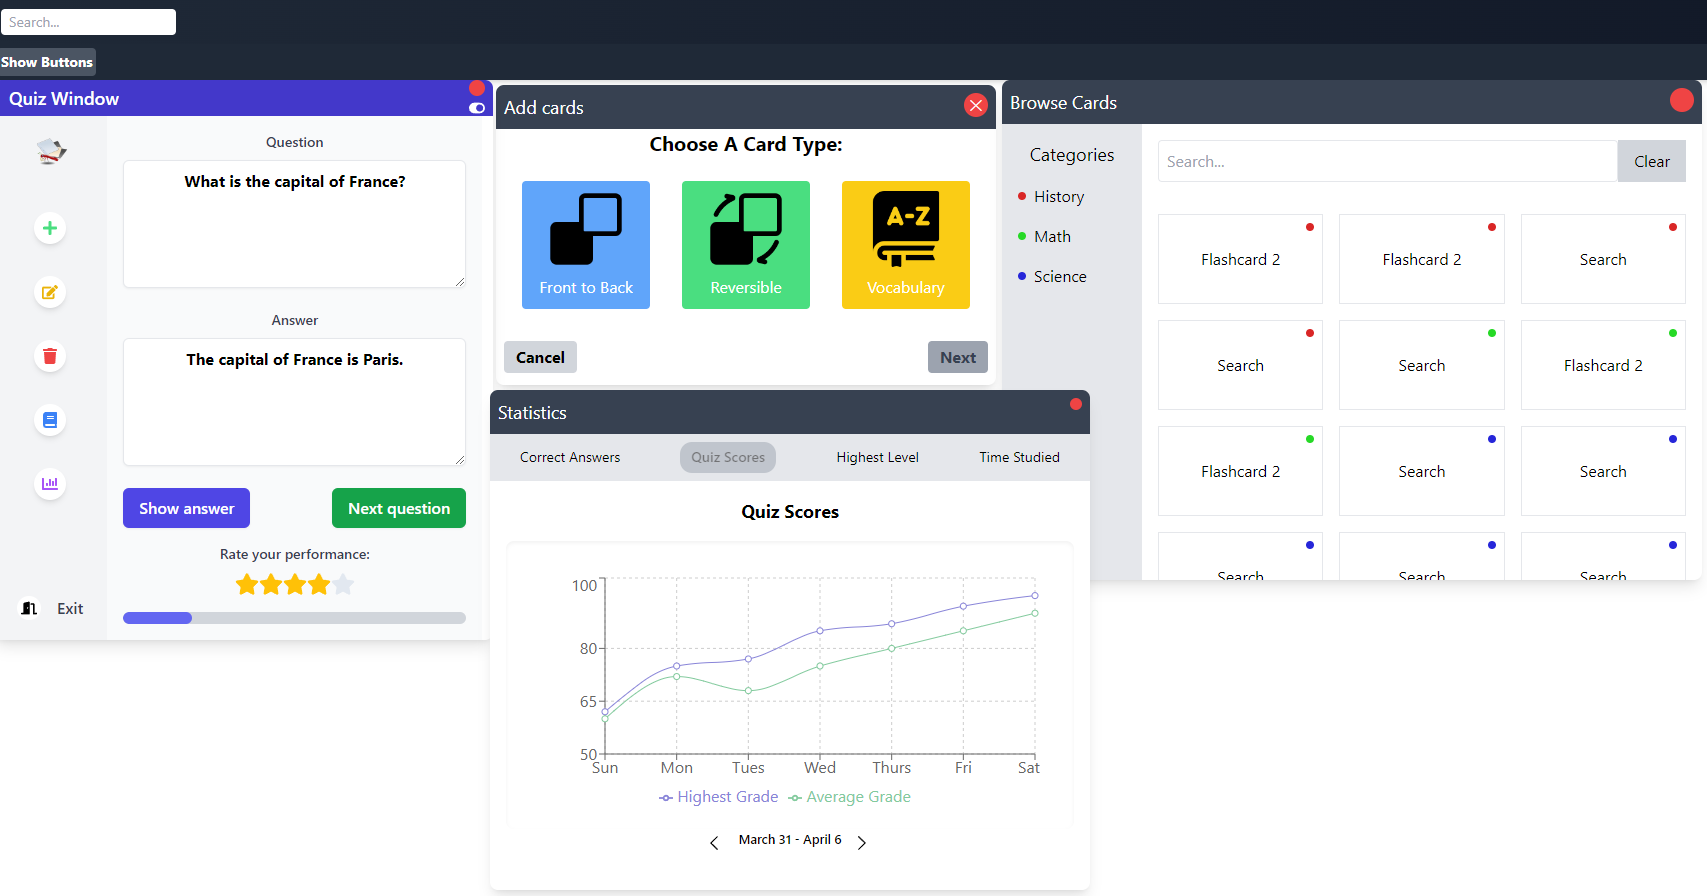 Search...
Show Buttons
Quiz Window
Question
What is the capital of France?
Answer
The capital of France is Paris.
Show answer
Next question
Rate your performance:
Exit
Add cards
Choose A Card Type:
Front to Back
Reversible
A-Z
Vocabulary
Cancel
Next
Browse Cards
Categories
History
Math
Science
Search...
Clear
Flashcard 2
Flashcard 2
Search
Search
Search
Flashcard 2
Flashcard 2
Search
Search
Search
Search
Search
Statistics
Correct Answers
Quiz Scores
Highest Level
Time Studied
Quiz Scores
100
80
65
50
Sun Mon Tues Wed Thurs Fri Sat
Highest Grade Average Grade
March 31 - April 6